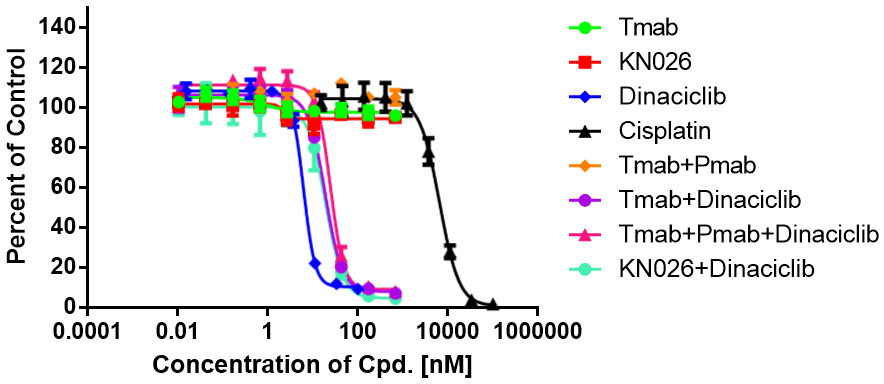 Percent of Control
140
120
100
80
60
40
20
0
0.0001
0.01
1
100
10000
1000000
Concentration of Cpd. [nM]
Tmab
KN026
Dinaciclib
Cisplatin
Tmab+Pmab
Tmab+Dinaciclib
Tmab+Pmab+Dinaciclib
KN026+Dinaciclib